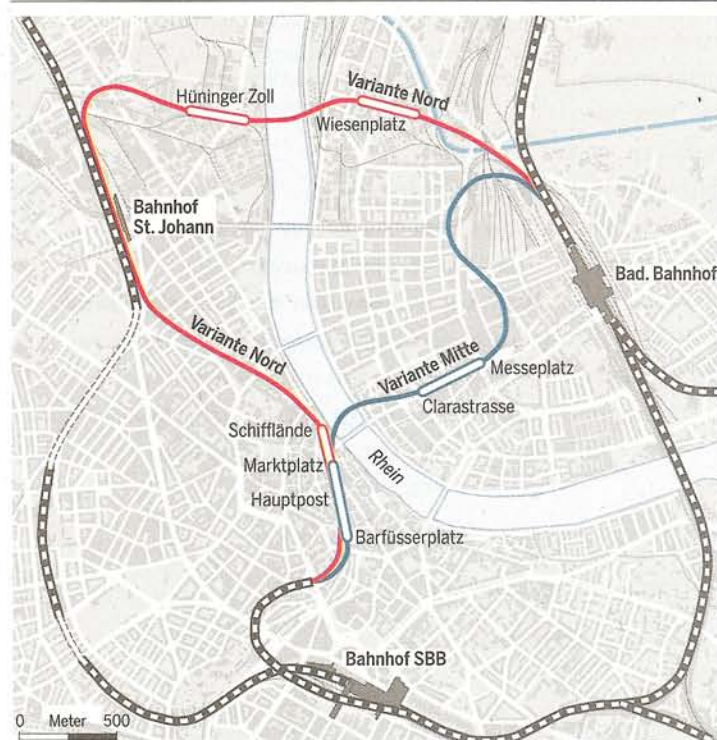 Hüninger Zoll
Variante Nord
Wiesenplatz
Bahnhof
St. Johann
Bad. Bahnhof
Variante Nord
Variante Mitte
Messeplatz
Clarastrasse
Schifflände
Marktplatz
Rhein
Hauptpost
Barfüsserplatz
Bahnhof SBB
0 Meter 500